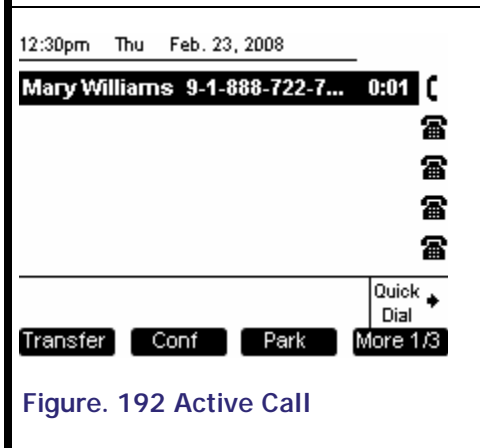 12:30pm Thu Feb. 23, 2008
Mary Williams 9-1-888-722-7... 0:01
Quick
Dial
Transfer Conf Park More 1/3
Figure. 192 Active Call